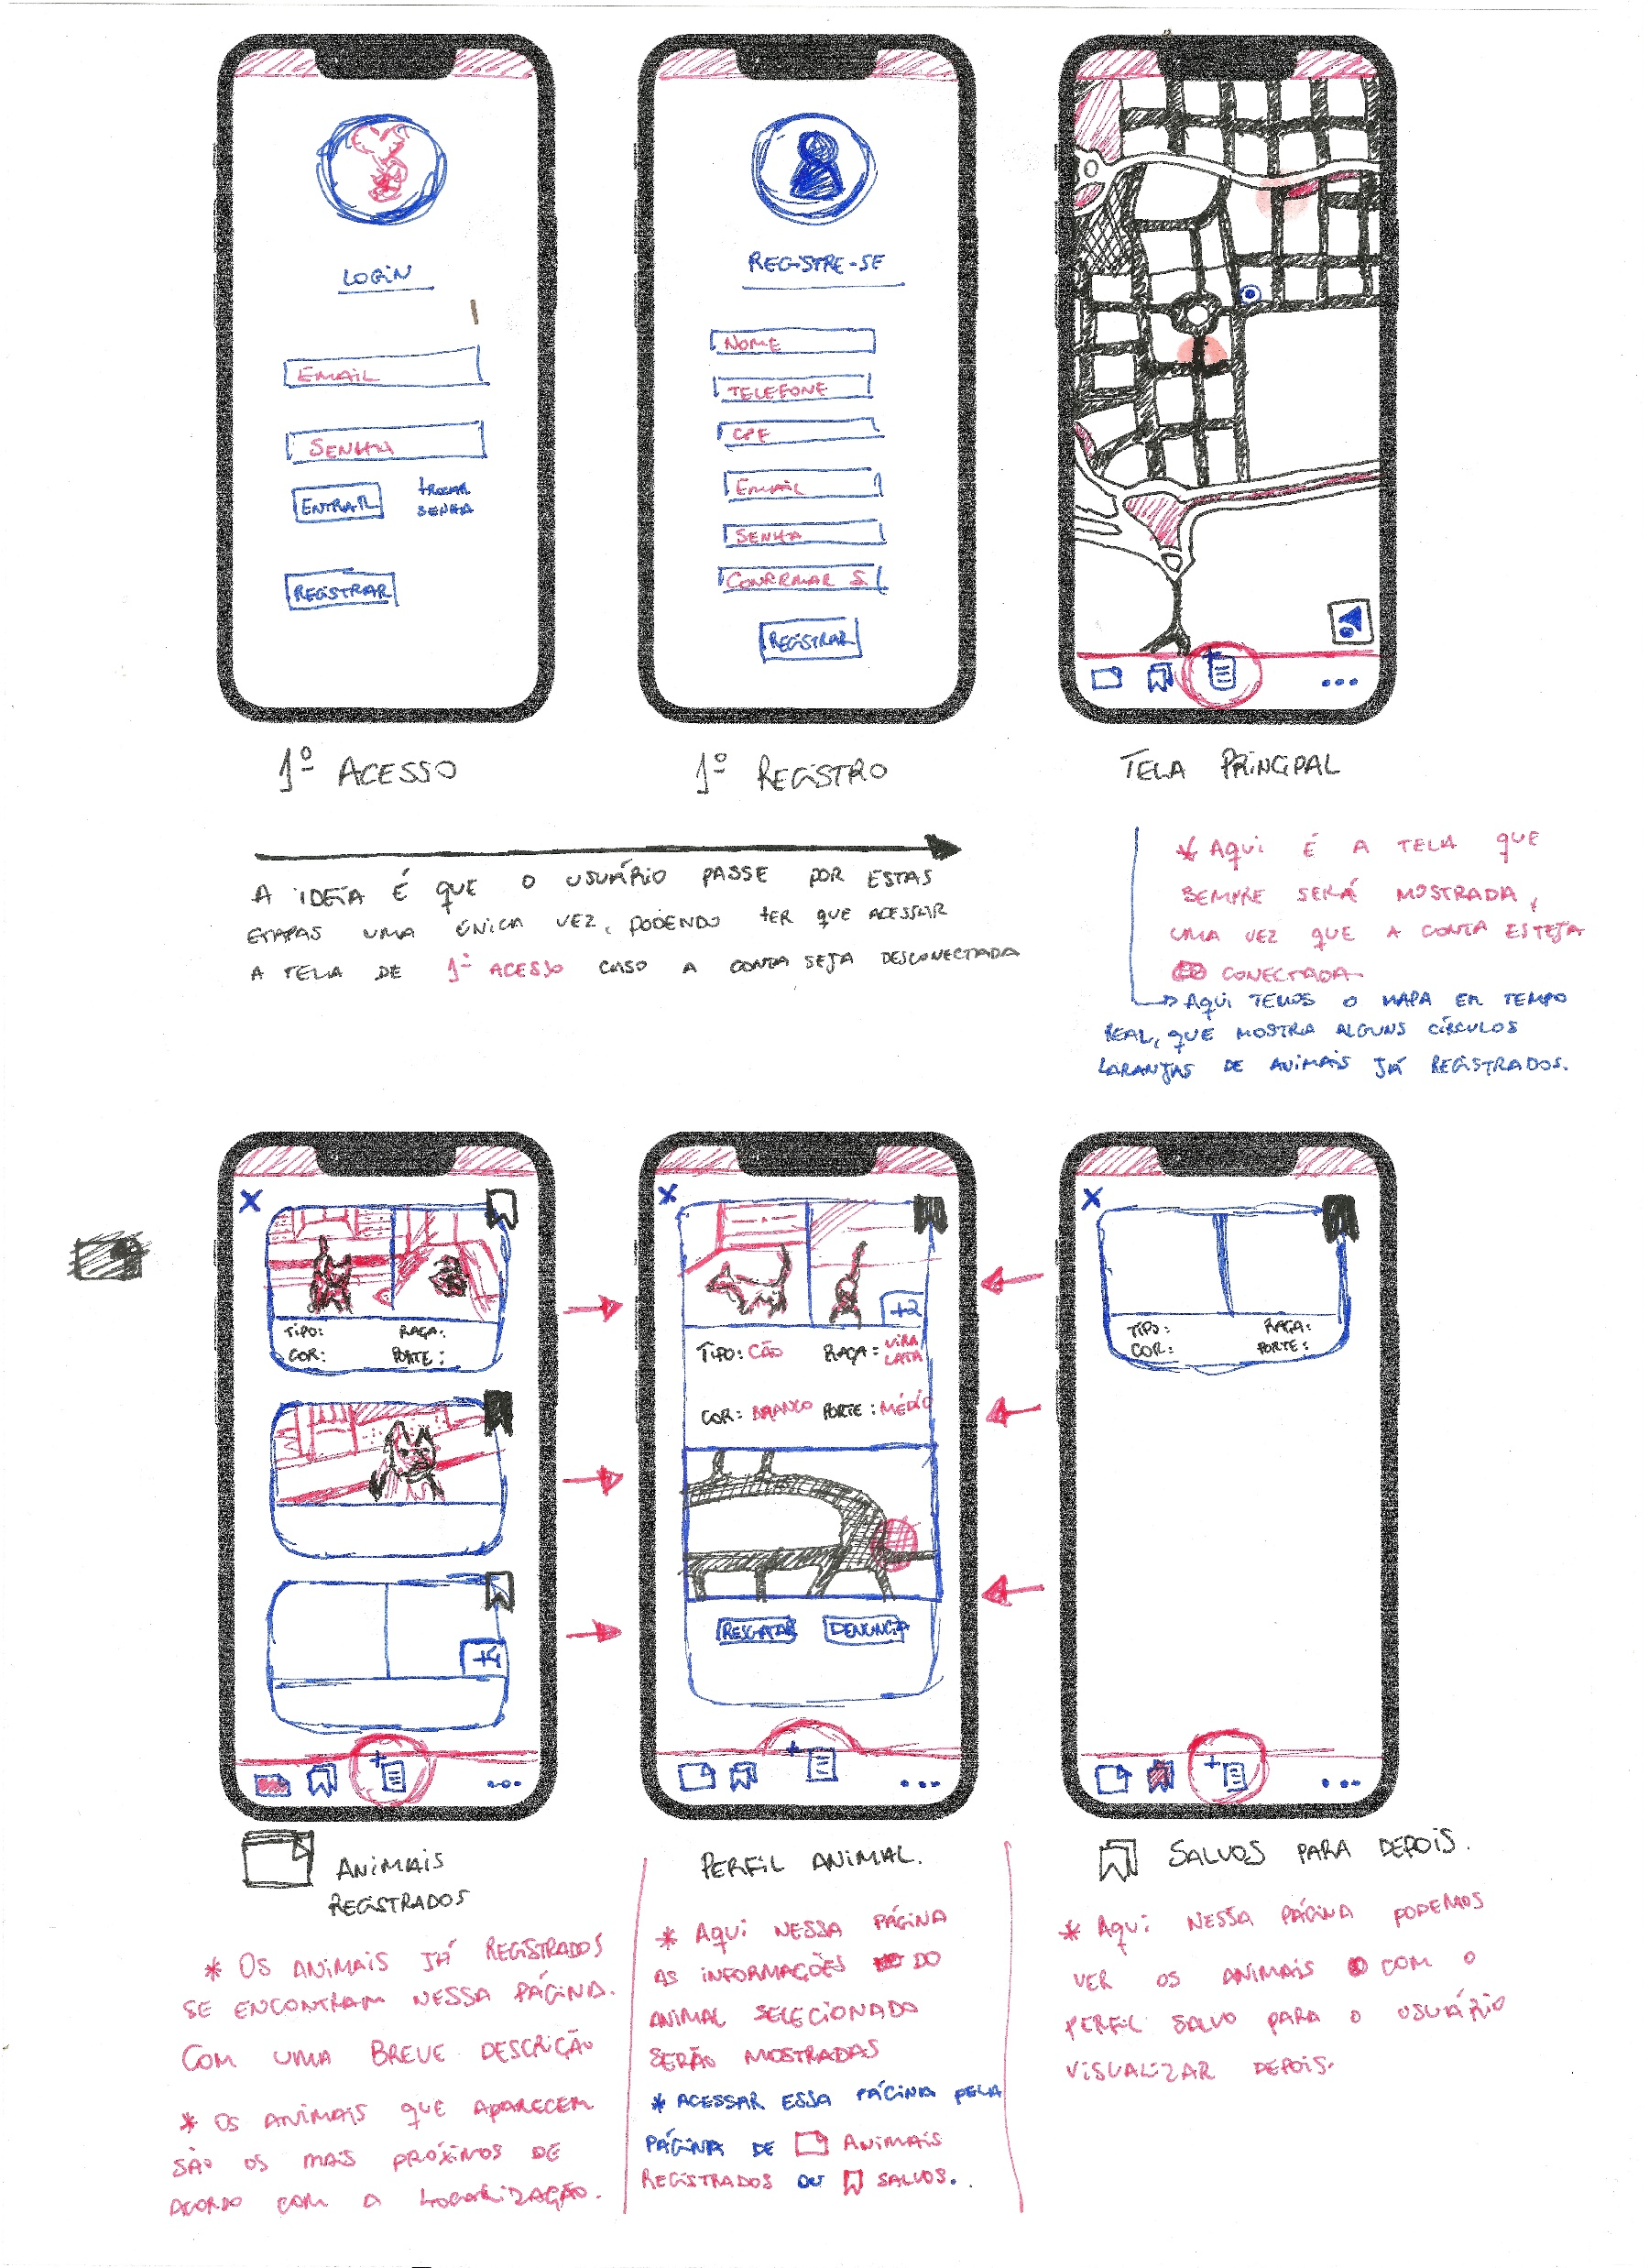 LOGIN
EMAIL
SENHA
ENTRAR
TROCAR
SENHA
REGISTRAR
REGISTRE-SE
NOME
TELEFONE
CPF
EMAIL
SENHA
CONFIRMAR S
REGISTRAR
1º ACESSO
1º REGISTRO
TELA PRINCIPAL
A IDEIA É QUE O USUÁRIO PASSE POR ESTAS
ETAPAS UMA ÚNICA VEZ, PODENDO TER QUE ACESSAR
A TELA DE 1º ACESSO CASO A CONTA SEJA DESCONECTADA
* AQUI É A TELA QUE
SEMPRE SERÁ MOSTRADA,
UMA VEZ QUE A CONTA ESTEJA
CONECTADA
AQUI TEMOS O MAPA EM TEMPO
REAL, QUE MOSTRA ALGUNS CÍRCULOS
LARANJAS DE ANIMAIS JÁ REGISTRADOS.
X
TIPO: RAÇA:
COR: PORTE:
X
+2
TIPO: CÃO RAÇA: VIRA
LATA
COR: BRANCO PORTE: MÉDIO
RESGATAR DENUNCIA
X
TIPO: RAÇA:
COR: PORTE:
ANIMAIS
REGISTRADOS
* OS ANIMAIS JÁ REGISTRADOS
SE ENCONTRAM NESSA PÁGINA.
COM UMA BREVE DESCRIÇÃO
* OS ANIMAIS QUE APARECEM
SÃO OS MAIS PRÓXIMOS DE
ACORDO COM A LOCALIZAÇÃO.
PERFIL ANIMAL.
* AQUI NESSA PÁGINA
AS INFORMAÇÕES DO
ANIMAL SELECIONADO
SERÃO MOSTRADAS
* ACESSAR ESSA PÁGINA PELA
PÁGINA DE ANIMAIS
REGISTRADOS OU SALVOS.
SALVOS PARA DEPOIS.
* AQUI NESSA PÁGINA PODEMOS
VER OS ANIMAIS COM O
PERFIL SALVO PARA O USUÁRIO
VISUALIZAR DEPOIS.